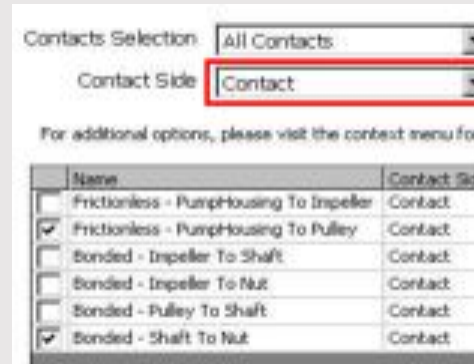 Contacts Selection All Contacts
Contact Side Contact
For additional options, please visit the context menu fo
Name Contact Sid
Frictionless - PumpHousing To Impeller Contact
Frictionless - PumpHousing To Pulley Contact
Bonded - Impeller To Shaft Contact
Bonded - Impeller To Nut Contact
Bonded - Pulley To Shaft Contact
Bonded - Shaft To Nut Contact